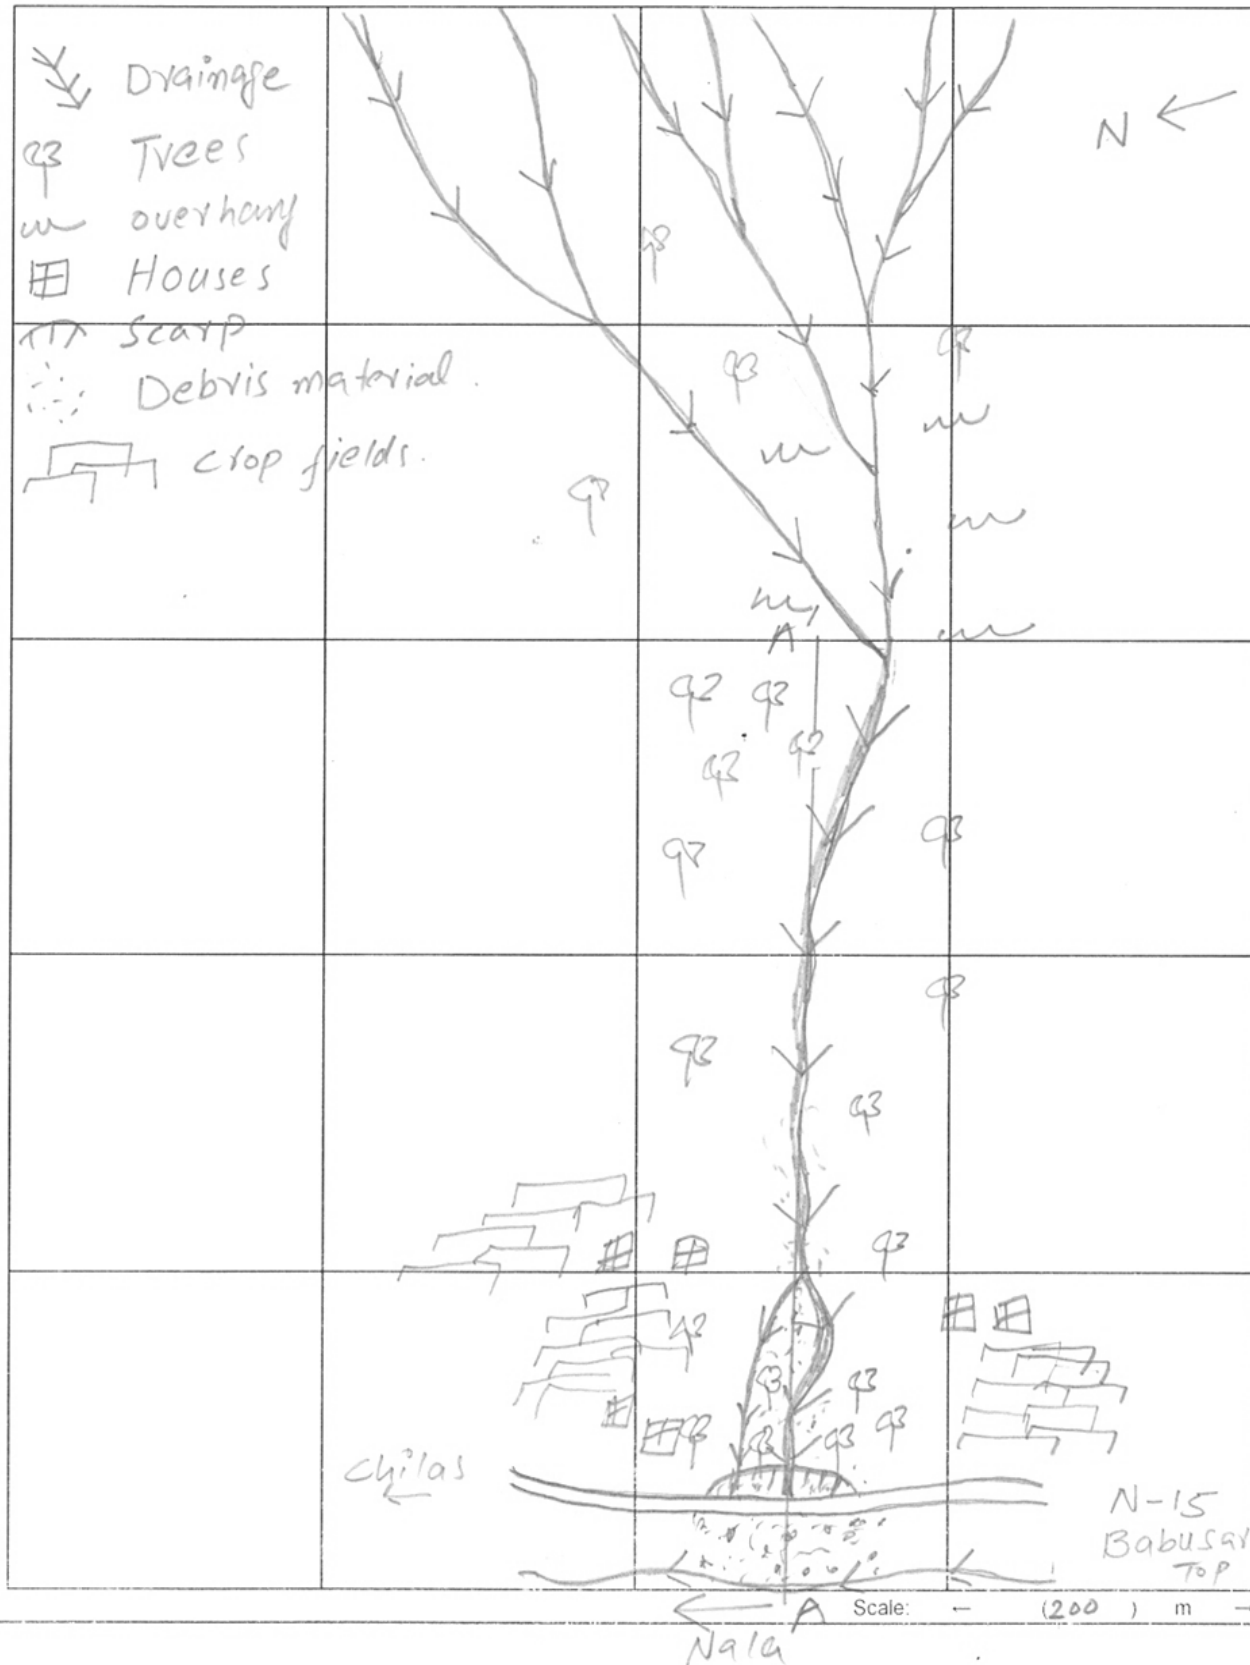 Drainage
Trees
overhang
Houses
Scarp
Debris material.
crop fields.
N
A'
Chilas
N-15
Babusar
Top
A
Scale: (200) m
Nala